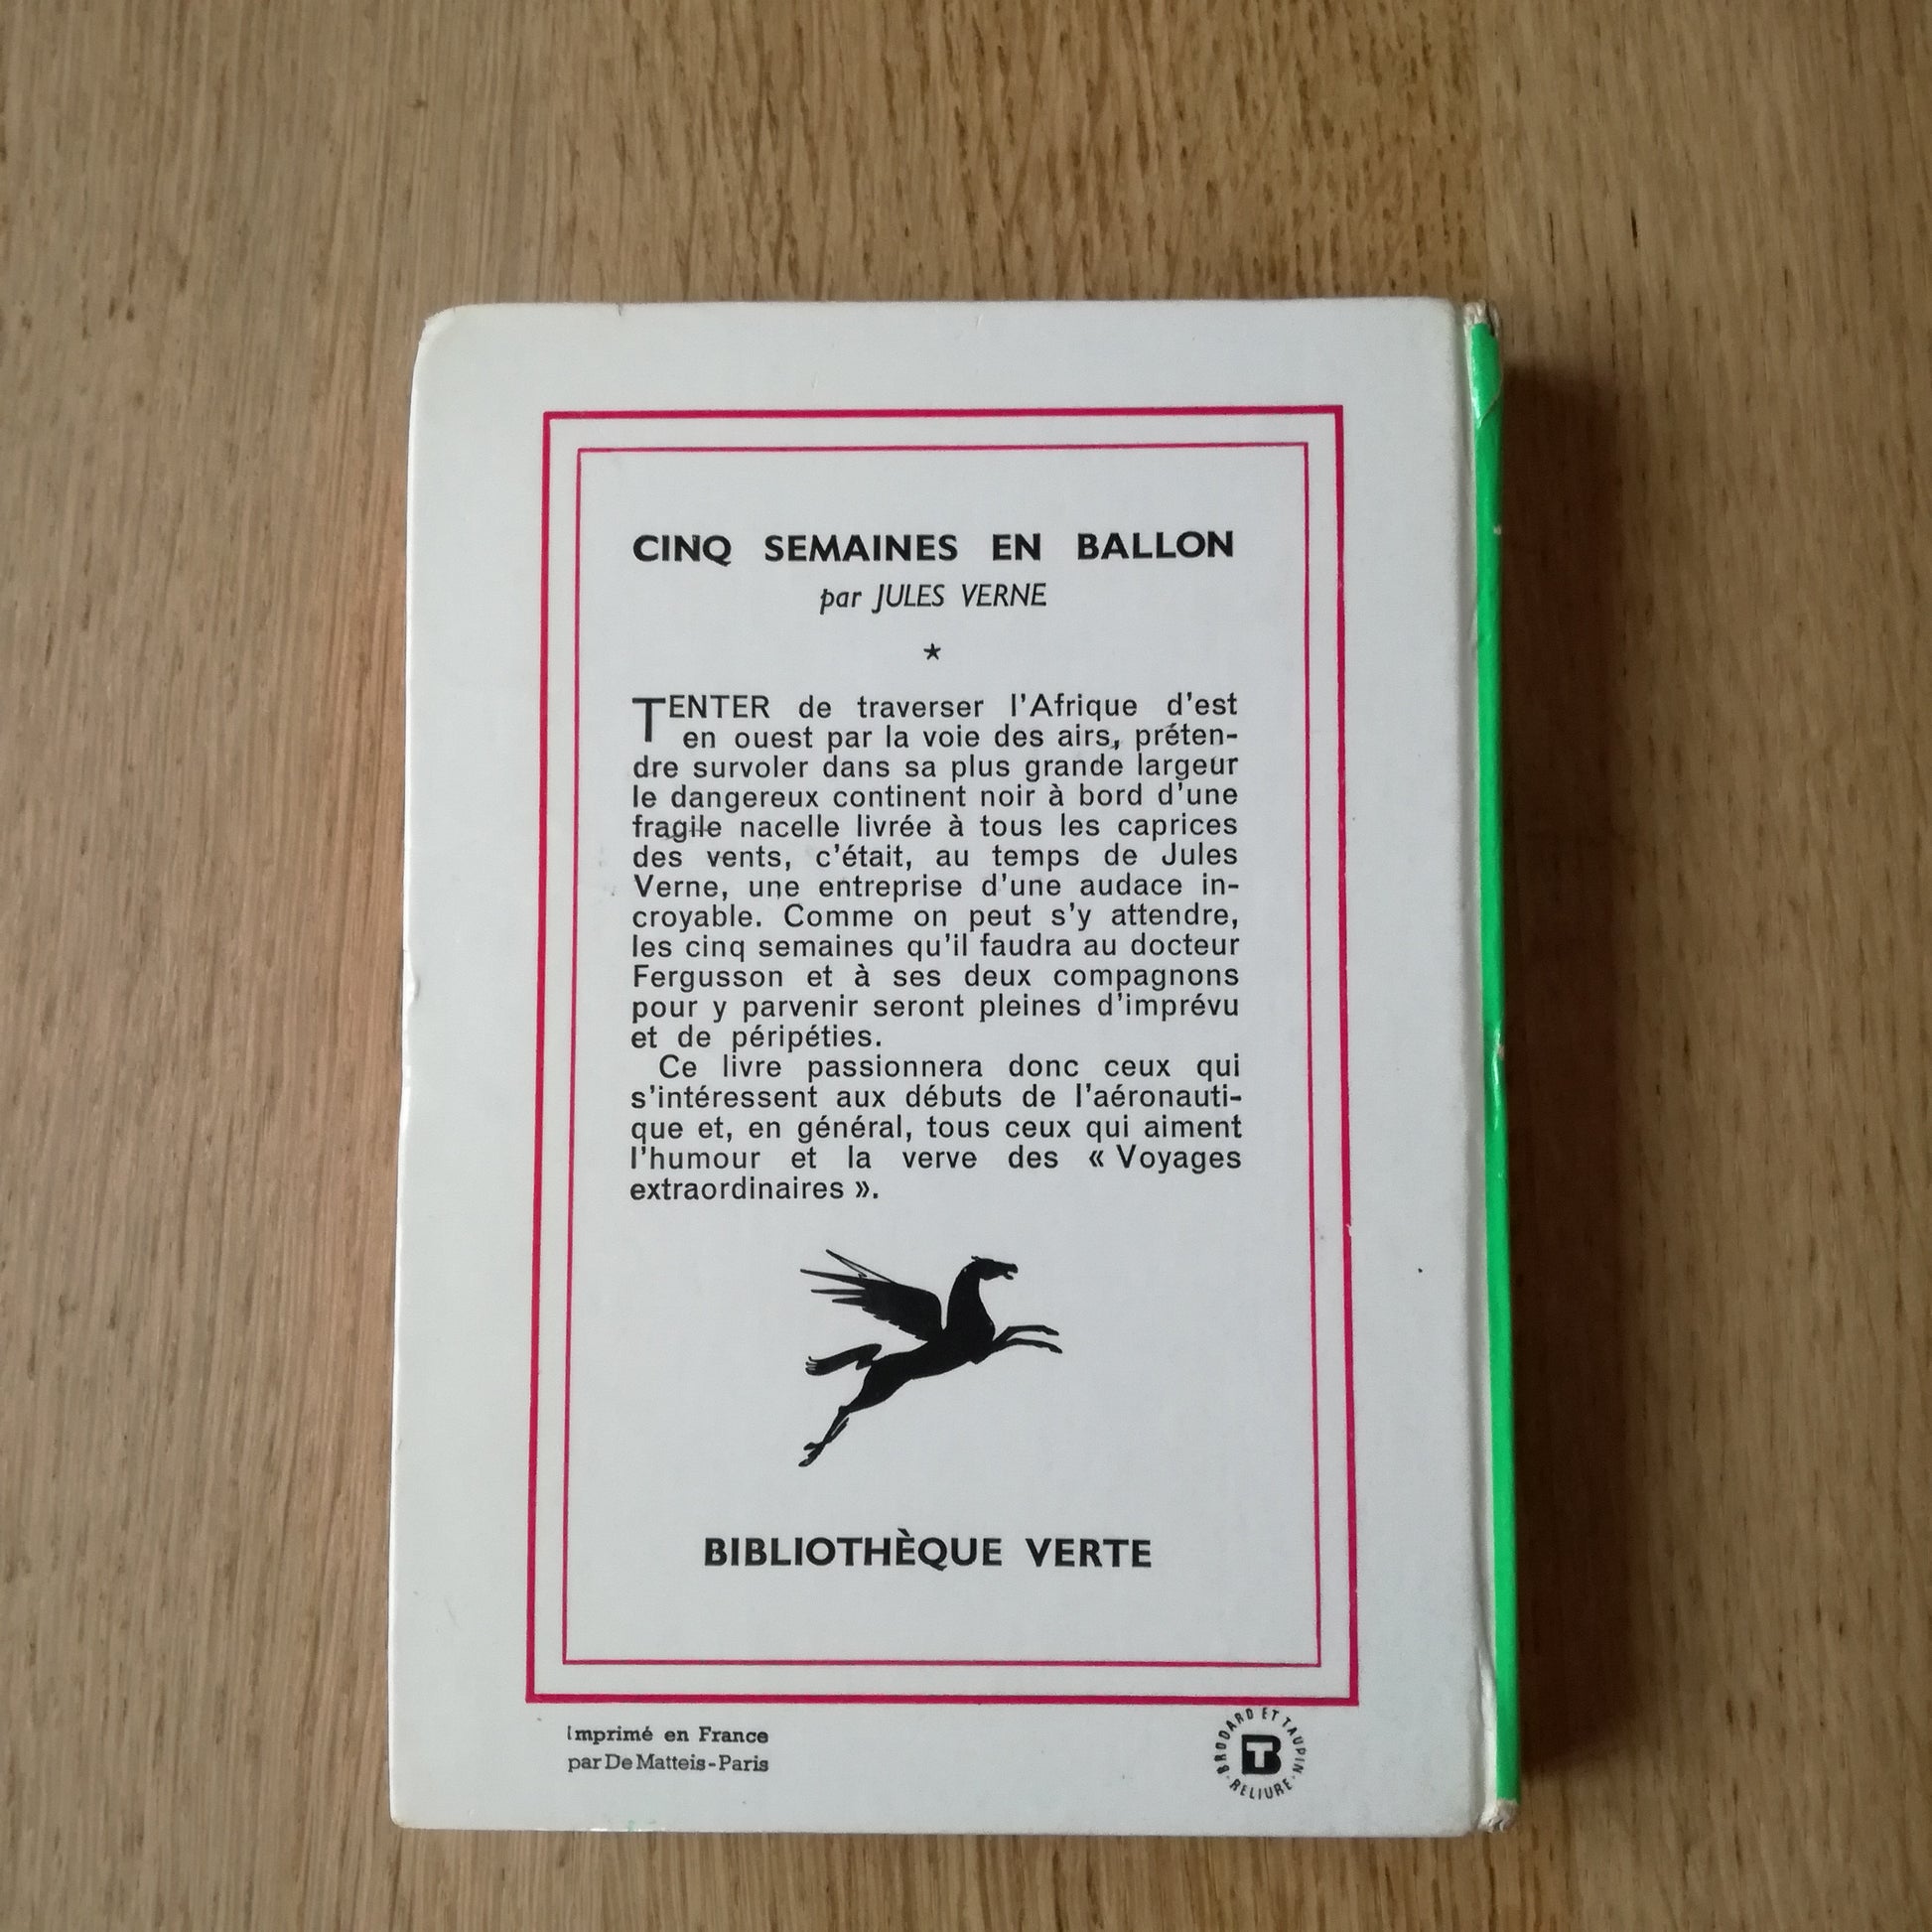 CINQ SEMAINES EN BALLON
par JULES VERNE
★
TENTER de traverser l'Afrique d'est
en ouest par la voie des airs, préten-
dre survoler dans sa plus grande largeur
le dangereux continent noir à bord d'une
fragile nacelle livrée à tous les caprices
des vents, c'était, au temps de Jules
Verne, une entreprise d'une audace in-
croyable. Comme on peut s'y attendre,
les cinq semaines qu'il faudra au docteur
Fergusson et à ses deux compagnons
pour y parvenir seront pleines d'imprévu
et de péripéties.
Ce livre passionnera donc ceux qui
s'intéressent aux débuts de l'aéronauti-
que et, en général, tous ceux qui aiment
l'humour et la verve des « Voyages
extraordinaires ».
BIBLIOTHÈQUE VERTE
Imprimé en France
par De Matteis-Paris
BRODARD ET TAUPIN
BT
· RELIURE ·